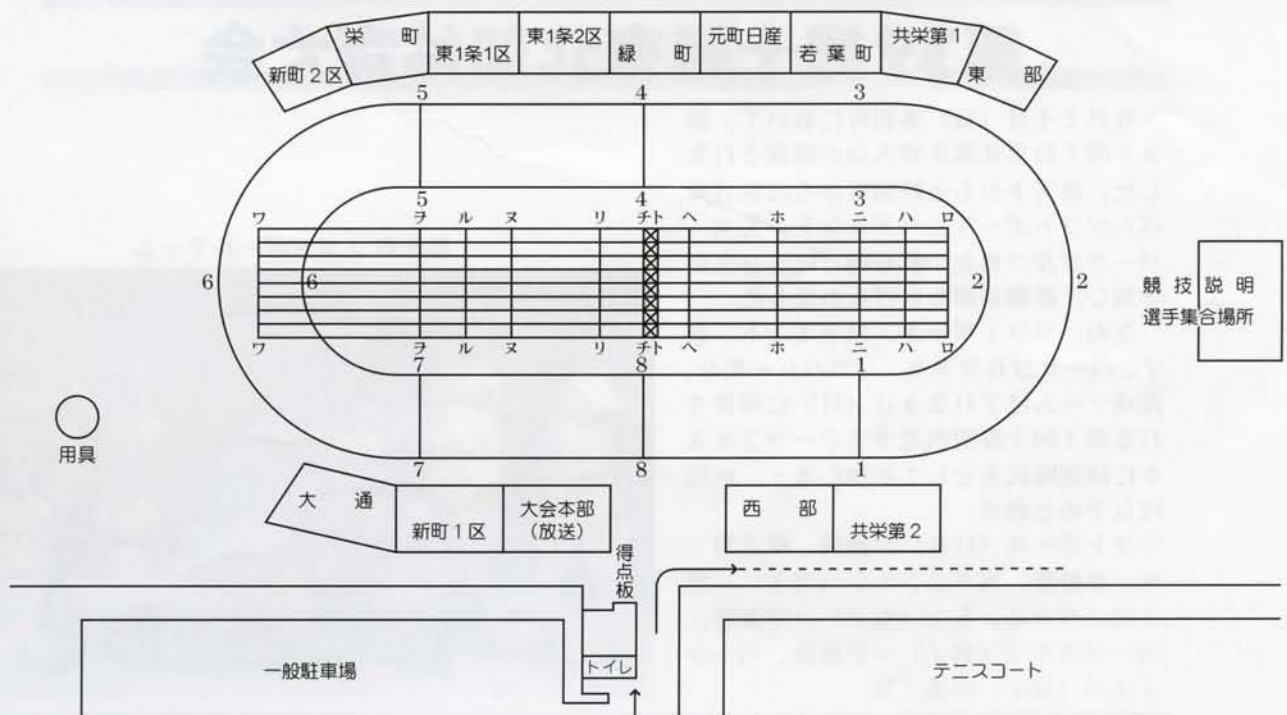 栄町 東1条1区 東1条2区 緑町 元町日産 若葉町 共栄第1
新町2区 東部
5 4 3
5 4 3
ワ ヲ ル ヌ リ チ ト ヘ ホ ニ ハ ロ
6 6 2 2
競技説明
選手集合場所
ワ ヲ ル ヌ リ チ ト ヘ ホ ニ ハ ロ
7 8 1
用具
7 8 1
大通 新町1区 大会本部
(放送)
西部 共栄第2
得点板
トイレ
一般駐車場 テニスコート